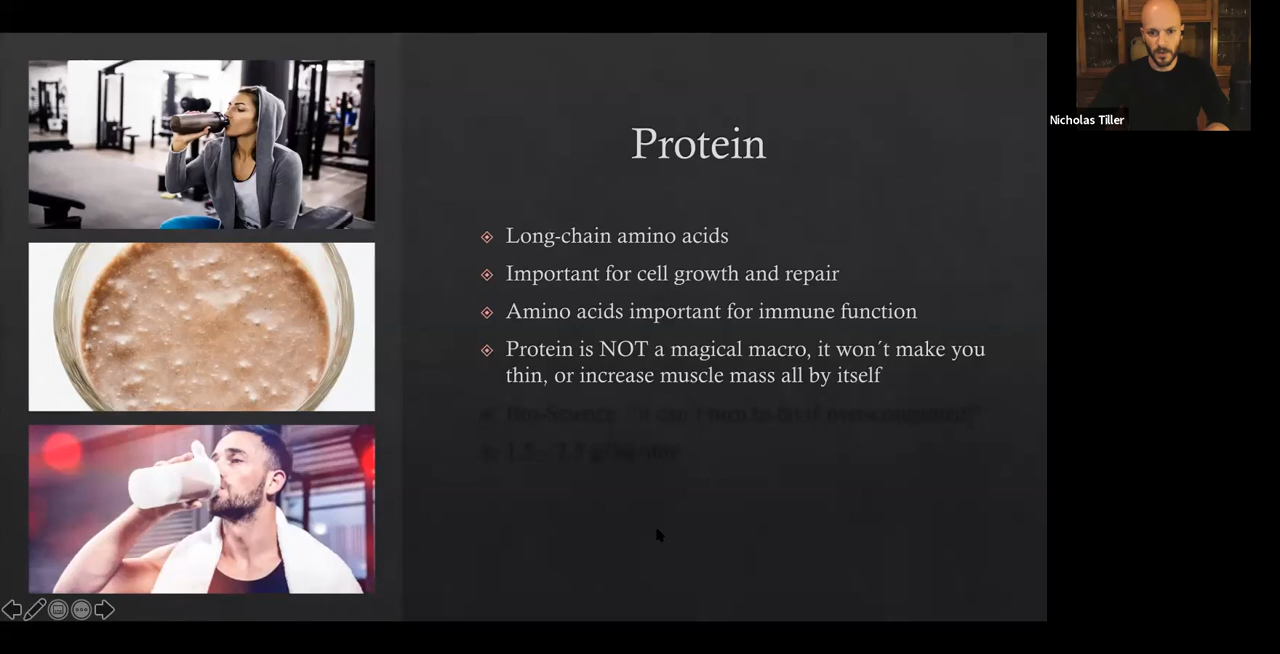 Protein
Long-chain amino acids
Important for cell growth and repair
Amino acids important for immune function
Protein is NOT a magical macro, it won´t make you
thin, or increase muscle mass all by itself
Nicholas Tiller